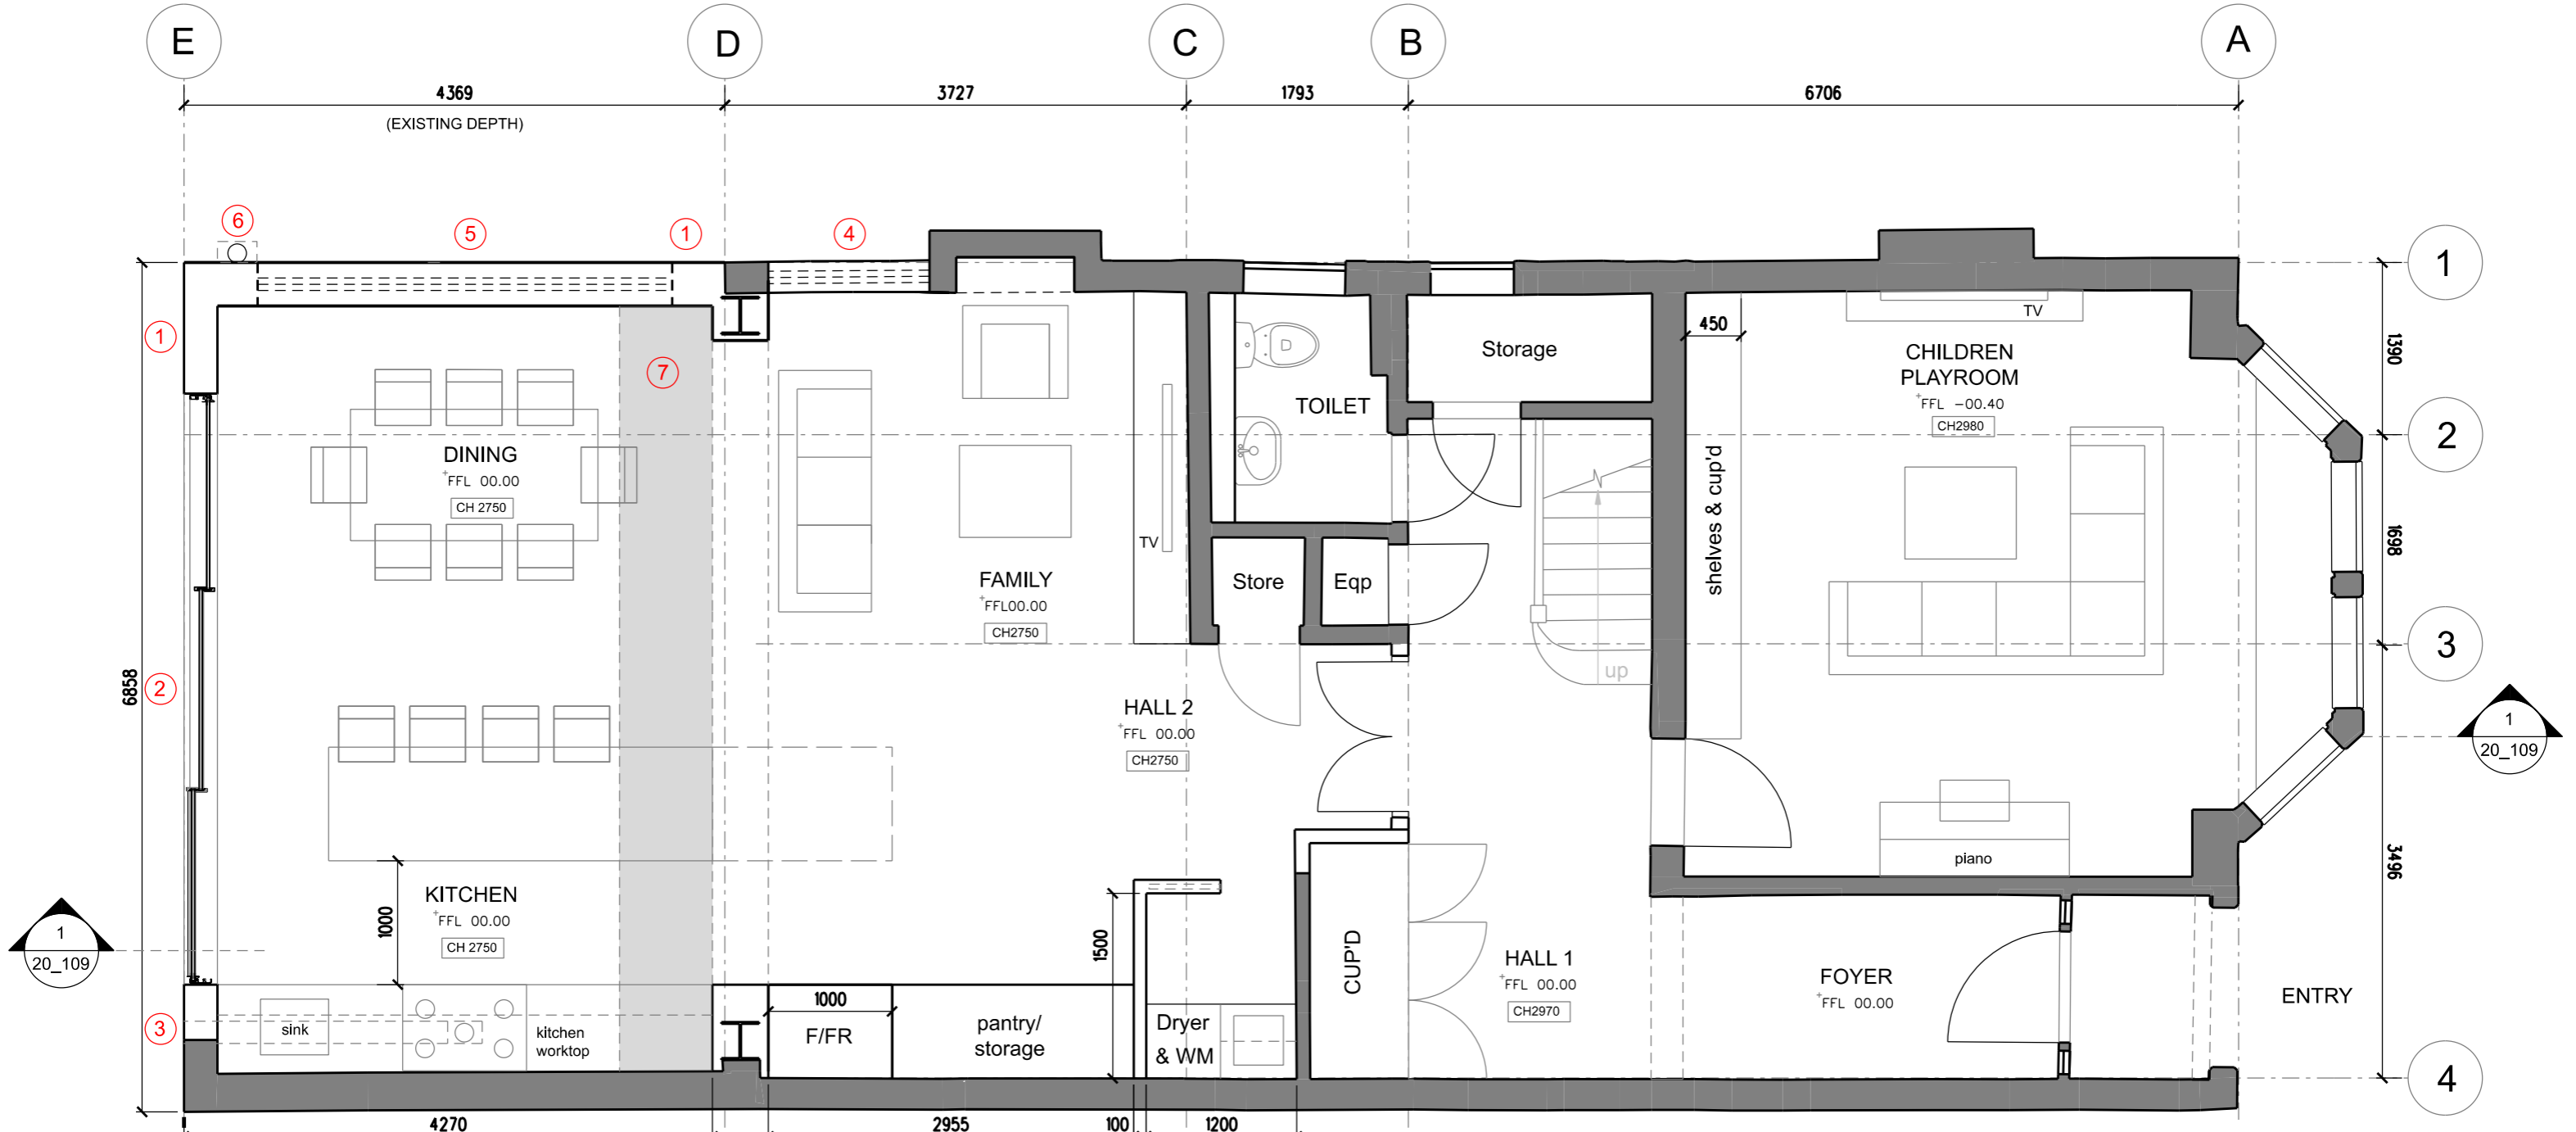 E
D
C
B
A
4369
3727
1793
6706
(EXISTING DEPTH)
6
5
1
4
1
1
TV
450
Storage
1390
CHILDREN
PLAYROOM
FFL -00.40
CH2980
7
TOILET
2
DINING
FFL 00.00
CH 2750
shelves & cup'd
TV
1698
FAMILY
FFL00.00
CH2750
Store
Eqp
3
up
6858
2
HALL 2
FFL 00.00
CH2750
1
20_109
piano
3496
KITCHEN
FFL 00.00
CH 2750
1000
1500
1
20_109
CUP'D
HALL 1
FFL 00.00
CH2970
FOYER
FFL 00.00
ENTRY
3
sink
kitchen
worktop
1000
F/FR
pantry/
storage
Dryer
& WM
4
4270
2955
100
1200